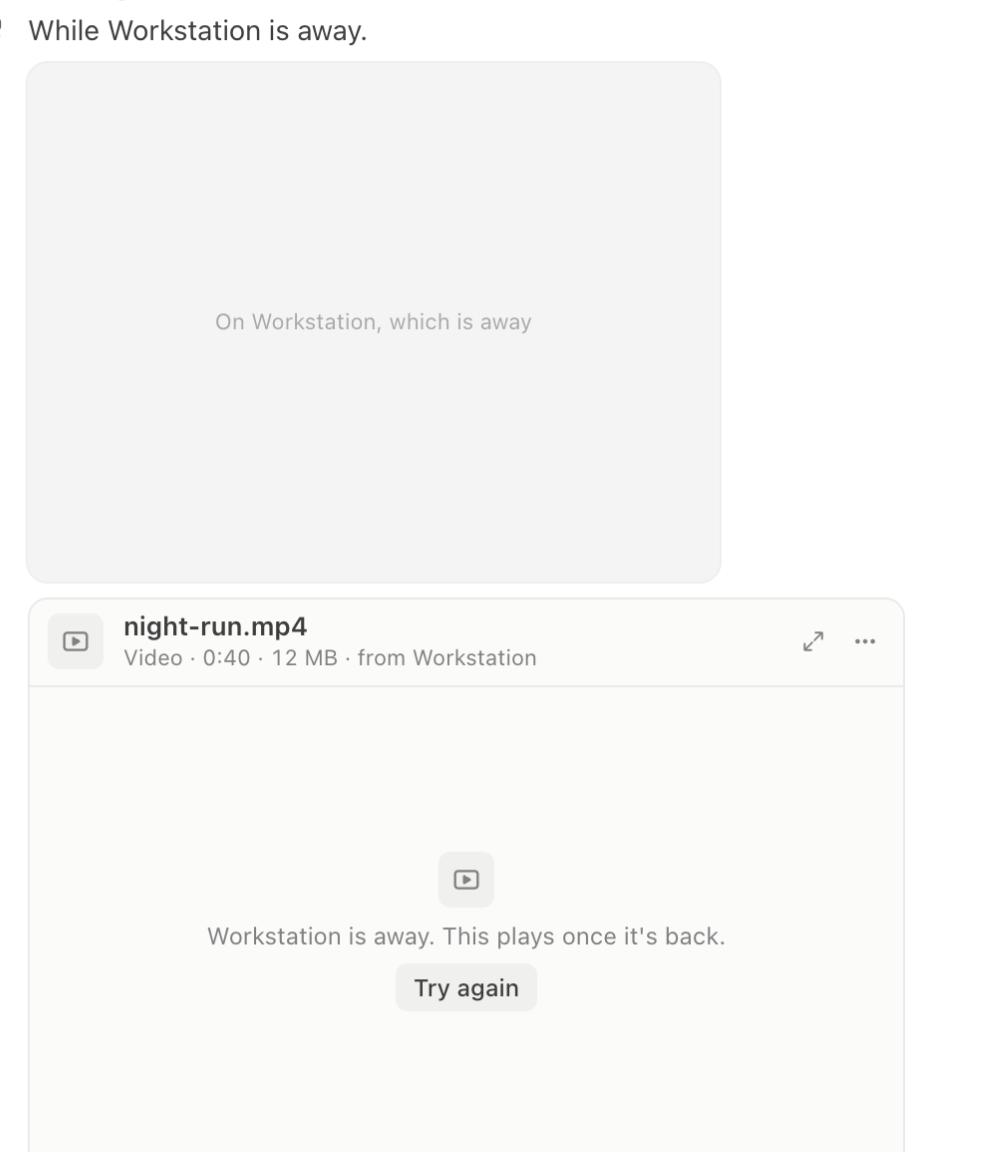 While Workstation is away.
On Workstation, which is away
night-run.mp4
Video · 0:40 · 12 MB · from Workstation
Workstation is away. This plays once it's back.
Try again